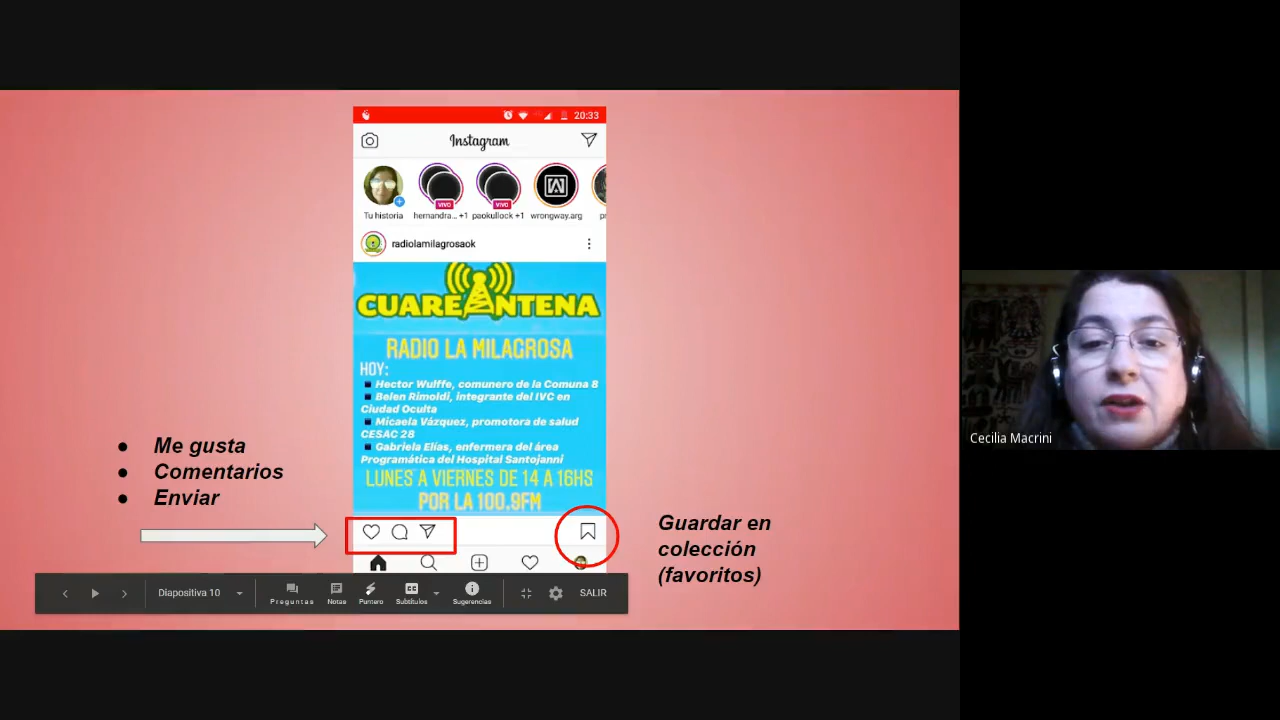 20:33
Instagram
VIVO
VIVO
Tu historia
hernandra... +1
paokullock +1
wrongway.arg
radiolamilagrosaok
CUAREANTENA
RADIO LA MILAGROSA
HOY:
Hector Wulffe, comunero de la Comuna 8
Belen Rimoldi, integrante del IVC en
Ciudad Oculta
Micaela Vázquez, promotora de salud
CESAC 28
Gabriela Elías, enfermera del área
Programática del Hospital Santojanni
LUNES A VIERNES DE 14 A 16HS
POR LA 100.9FM
● Me gusta
● Comentarios
● Enviar
Guardar en
colección
(favoritos)
Diapositiva 10
Preguntas
Notas
Puntero
CC
Subtítulos
Sugerencias
SALIR
Cecilia Macrini